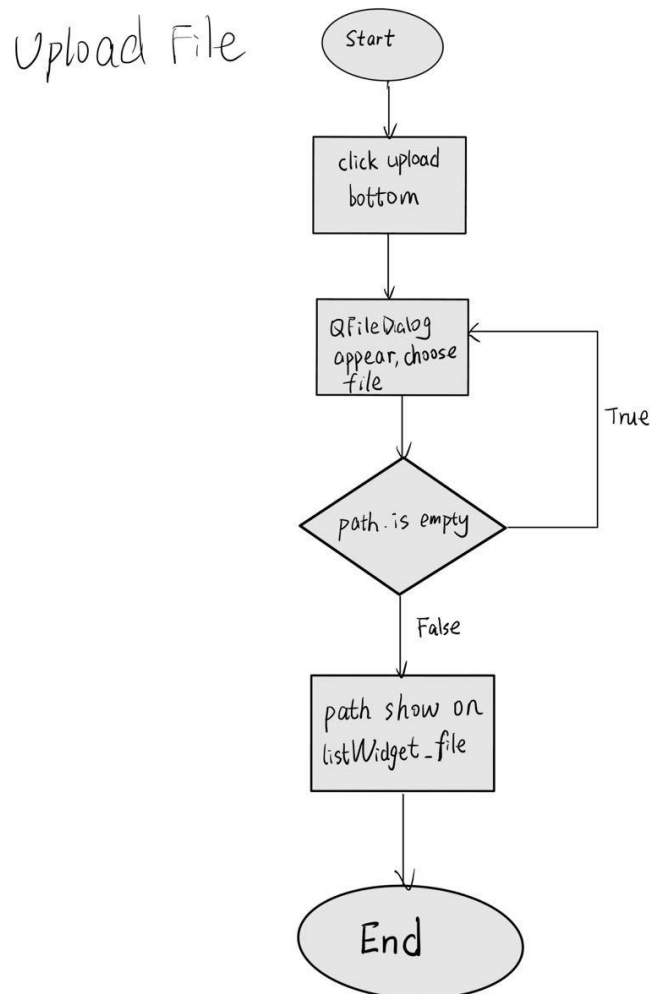 Upload File
Start
click upload
bottom
QFileDialog
appear, choose
file
True
path.is empty
False
path show on
listWidget_file
End